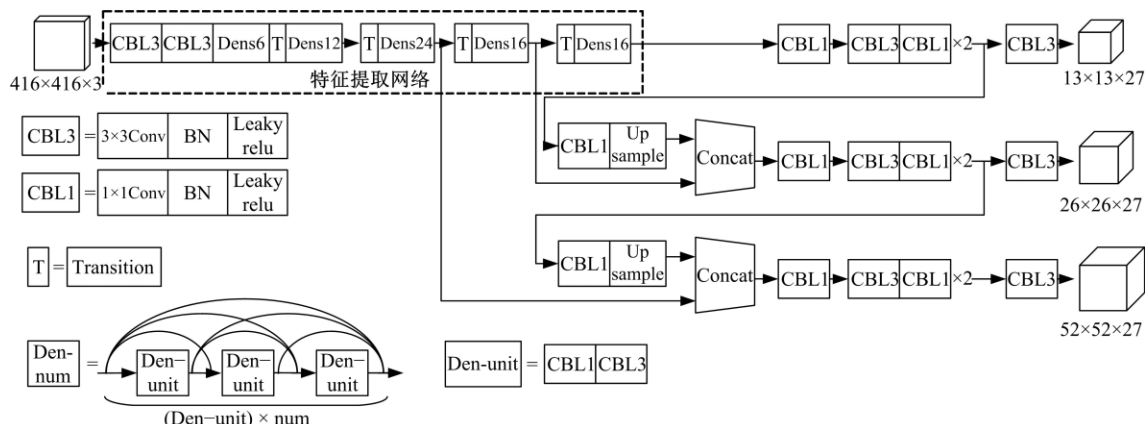 CBL3 CBL3 Dens6 T Dens12 T Dens24 T Dens16 T Dens16 CBL1 CBL3 CBL1 ×2 CBL3
416×416×3
特征提取网络
13×13×27
CBL3 = 3×3Conv BN Leaky relu
CBL1 Up sample Concat CBL1 CBL3 CBL1 ×2 CBL3
26×26×27
CBL1 = 1×1Conv BN Leaky relu
T = Transition
CBL1 Up sample Concat CBL1 CBL3 CBL1 ×2 CBL3
52×52×27
Den-num = Den−unit Den−unit Den−unit
(Den−unit) × num
Den-unit = CBL1 CBL3